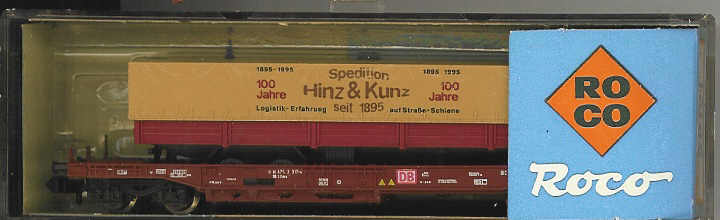 1895-1995
Spedition
1895 1995
100
Jahre
Hinz & Kunz
100
Jahre
Logistik-Erfahrung
seit 1895
auf Straße-Schiene
DB
RO
CO
Roco